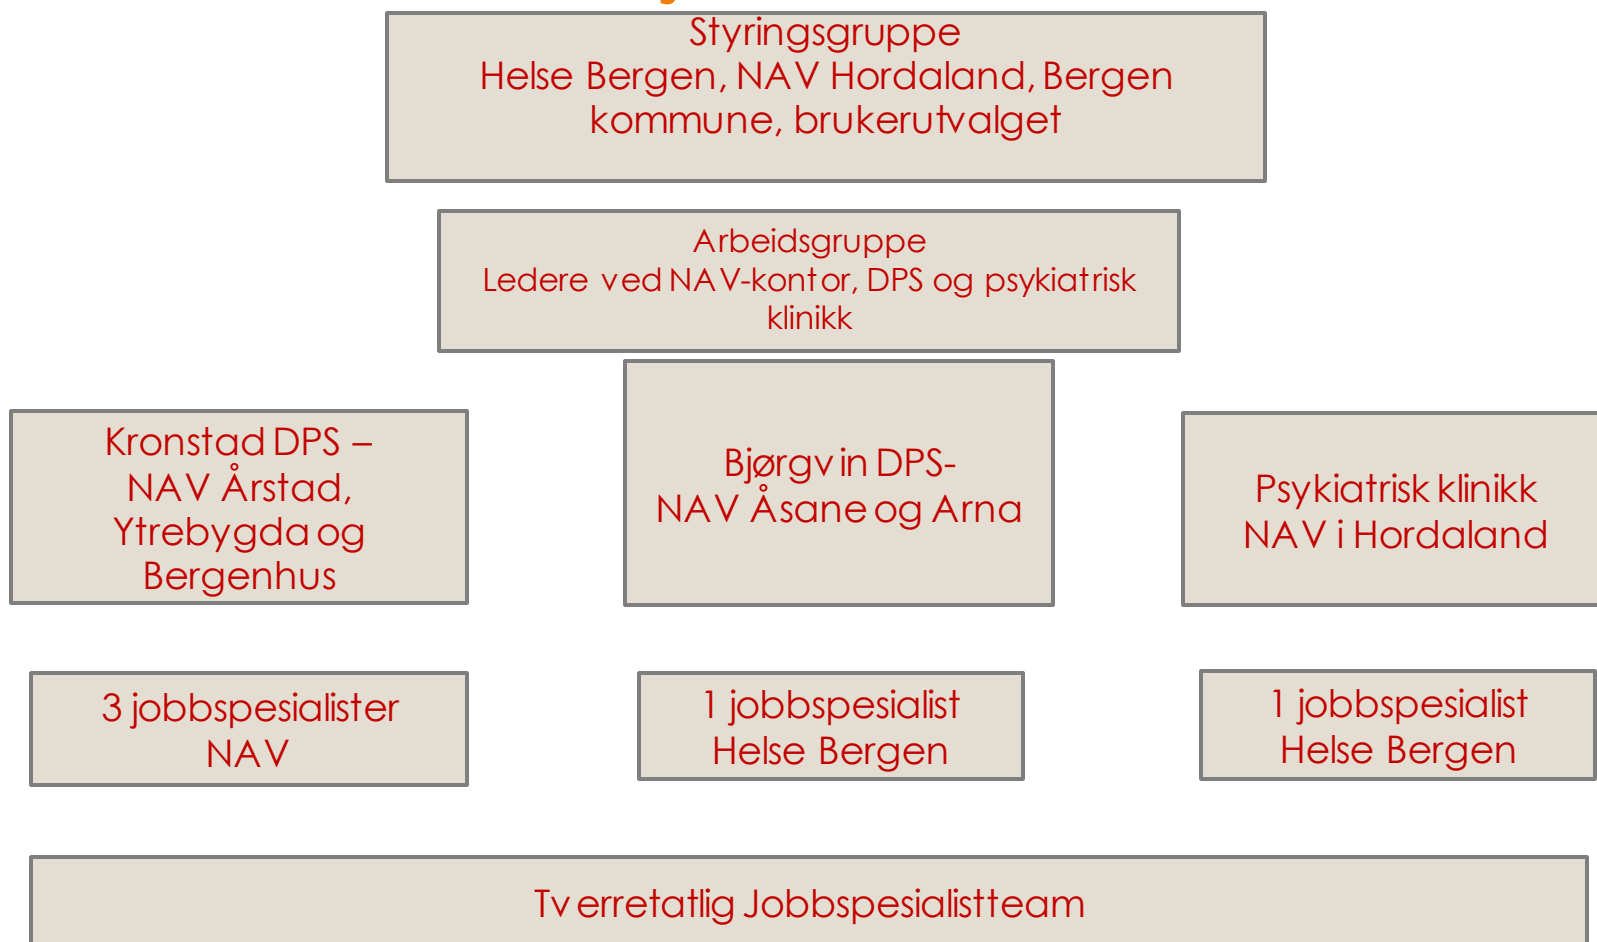 Styringsgruppe
Helse Bergen, NAV Hordaland, Bergen
kommune, brukerutvalget
Arbeidsgruppe
Ledere ved NAV-kontor, DPS og psykiatrisk
klinikk
Kronstad DPS –
NAV Årstad,
Ytrebygda og
Bergenhus
Bjørgvin DPS-
NAV Åsane og Arna
Psykiatrisk klinikk
NAV i Hordaland
3 jobbspesialister
NAV
1 jobbspesialist
Helse Bergen
1 jobbspesialist
Helse Bergen
Tverretatlig Jobbspesialistteam